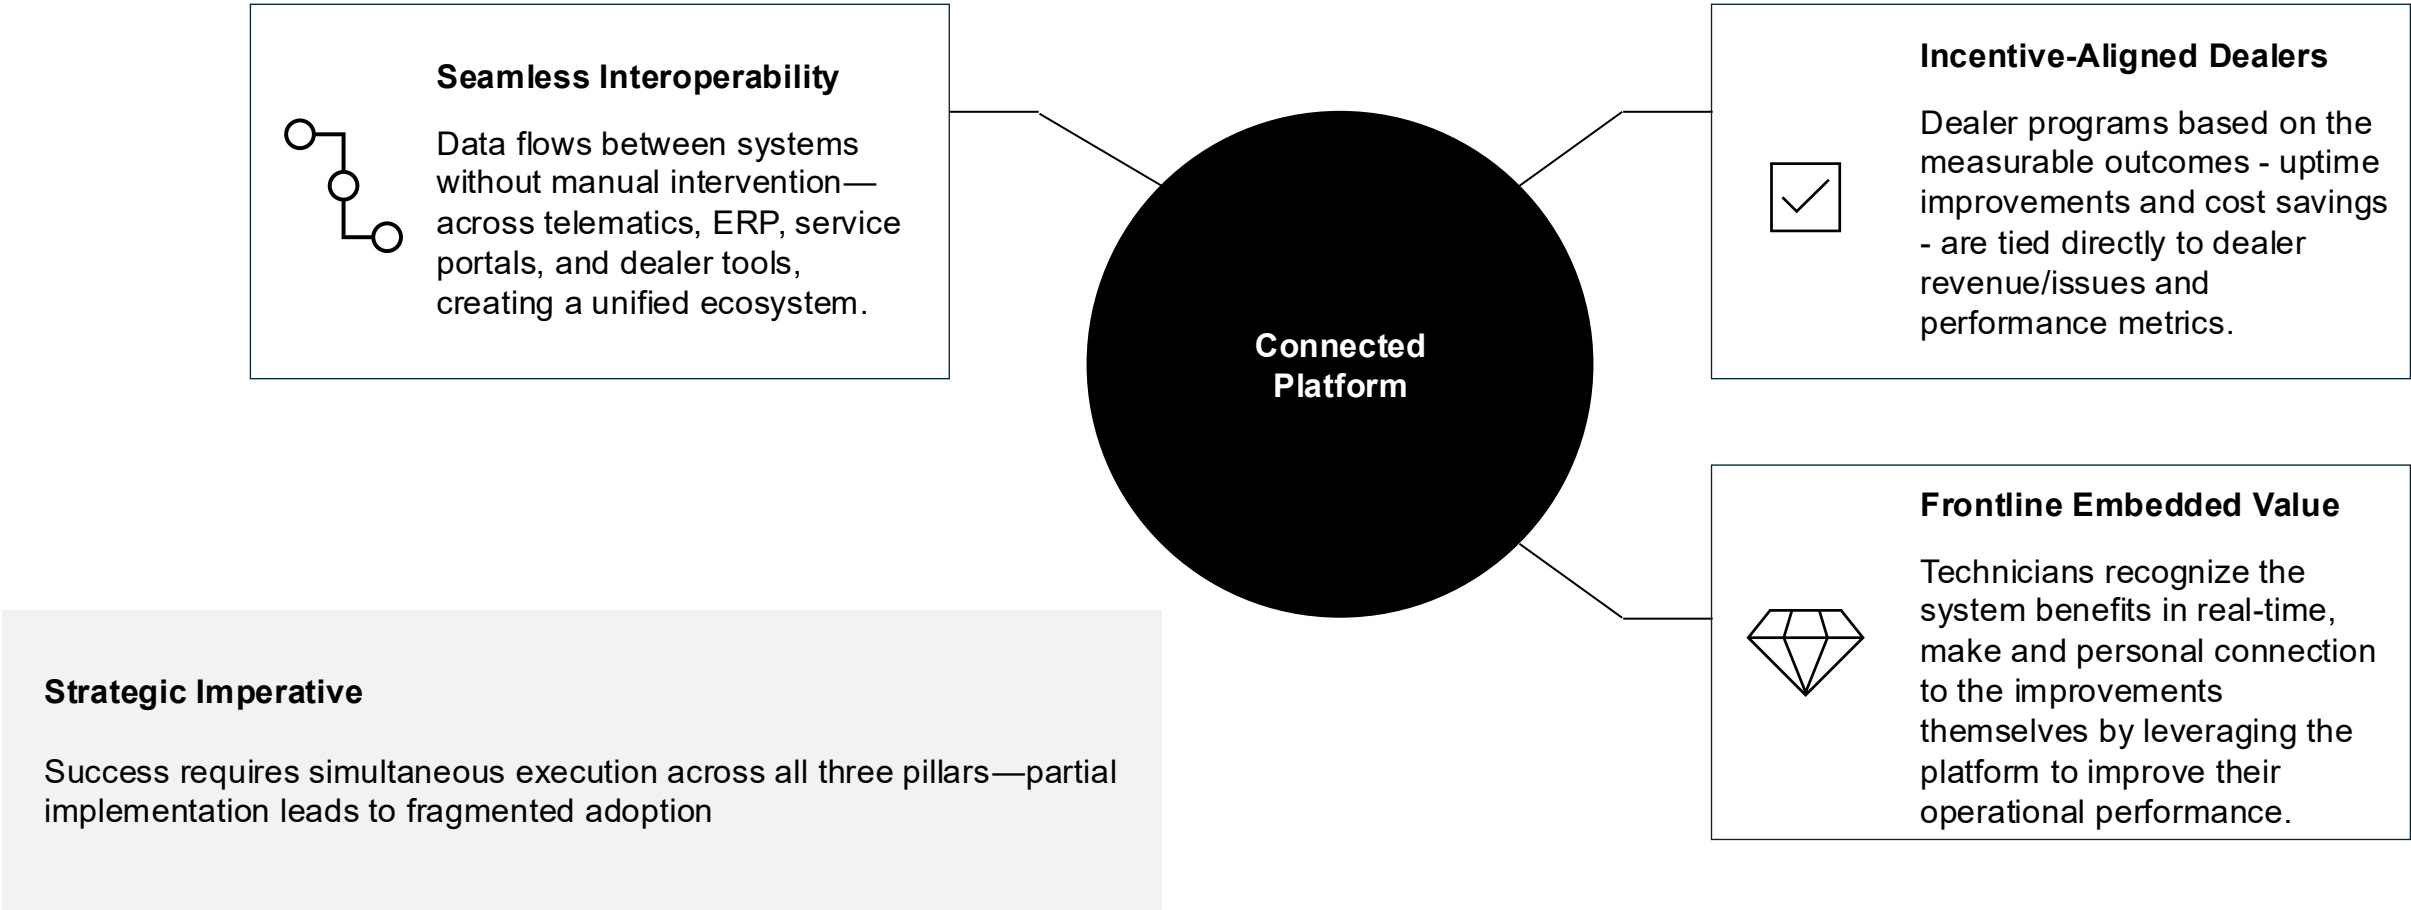 Seamless Interoperability
Data flows between systems
without manual intervention—
across telematics, ERP, service
portals, and dealer tools,
creating a unified ecosystem.
Connected
Platform
Incentive-Aligned Dealers
Dealer programs based on the
measurable outcomes - uptime
improvements and cost savings
- are tied directly to dealer
revenue/issues and
performance metrics.
Frontline Embedded Value
Technicians recognize the
system benefits in real-time,
make and personal connection
to the improvements
themselves by leveraging the
platform to improve their
operational performance.
Strategic Imperative
Success requires simultaneous execution across all three pillars—partial
implementation leads to fragmented adoption